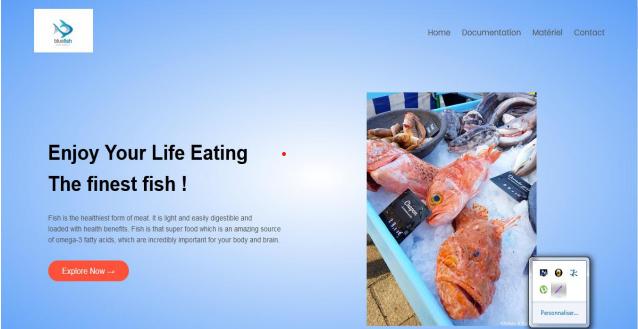 bluefish
Home Documentation Matériel Contact
Enjoy Your Life Eating
The finest fish !
Fish is the healthiest form of meat. It is light and easily digestible and
loaded with health benefits. Fish is that super food which is an amazing source
of omega-3 fatty acids, which are incredibly important for your body and brain.
Explore Now →
Personnaliser...